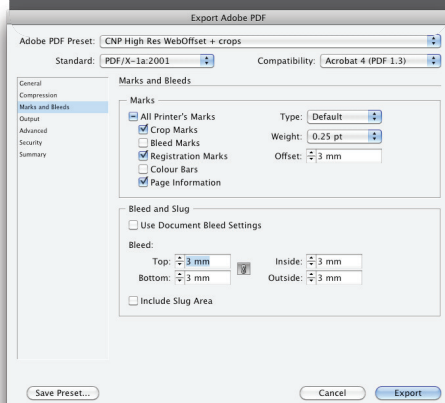 Export Adobe PDF
Adobe PDF Preset: CNP High Res WebOffset + crops
Standard: PDF/X-1a:2001 Compatibility: Acrobat 4 (PDF 1.3)
General
Compression
Marks and Bleeds
Output
Advanced
Security
Summary
Marks and Bleeds
Marks
All Printer's Marks Type: Default
Crop Marks Weight: 0.25 pt
Bleed Marks
Registration Marks Offset: 3 mm
Colour Bars
Page Information
Bleed and Slug
Use Document Bleed Settings
Bleed:
Top: 3 mm Inside: 3 mm
Bottom: 3 mm Outside: 3 mm
Include Slug Area
Save Preset... Cancel Export